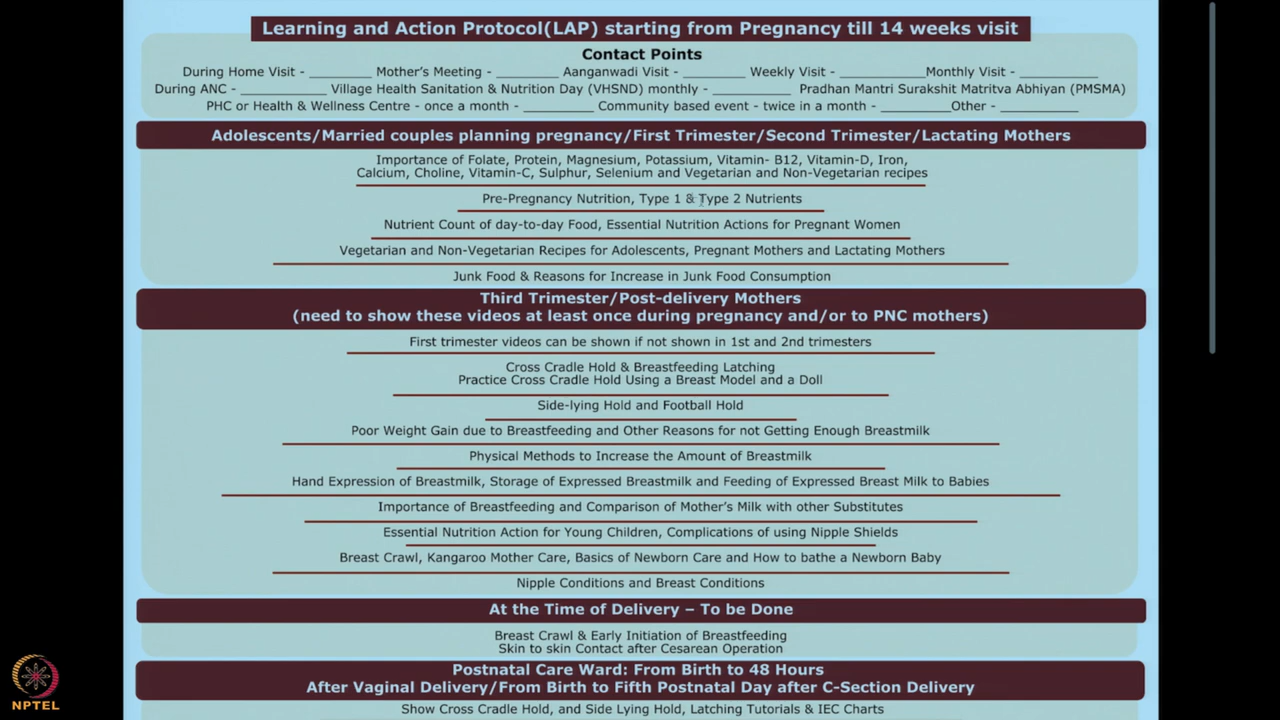 Learning and Action Protocol(LAP) starting from Pregnancy till 14 weeks visit
Contact Points
During Home Visit - _________ Mother's Meeting - _________ Aanganwadi Visit - _________ Weekly Visit - ____________Monthly Visit - ___________
During ANC - ____________ Village Health Sanitation & Nutrition Day (VHSND) monthly - ___________ Pradhan Mantri Surakshit Matritva Abhiyan (PMSMA)
PHC or Health & Wellness Centre - once a month - __________ Community based event - twice in a month - __________Other - ___________
Adolescents/Married couples planning pregnancy/First Trimester/Second Trimester/Lactating Mothers
Importance of Folate, Protein, Magnesium, Potassium, Vitamin- B12, Vitamin-D, Iron,
Calcium, Choline, Vitamin-C, Sulphur, Selenium and Vegetarian and Non-Vegetarian recipes
Pre-Pregnancy Nutrition, Type 1 & Type 2 Nutrients
Nutrient Count of day-to-day Food, Essential Nutrition Actions for Pregnant Women
Vegetarian and Non-Vegetarian Recipes for Adolescents, Pregnant Mothers and Lactating Mothers
Junk Food & Reasons for Increase in Junk Food Consumption
Third Trimester/Post-delivery Mothers
(need to show these videos at least once during pregnancy and/or to PNC mothers)
First trimester videos can be shown if not shown in 1st and 2nd trimesters
Cross Cradle Hold & Breastfeeding Latching
Practice Cross Cradle Hold Using a Breast Model and a Doll
Side-lying Hold and Football Hold
Poor Weight Gain due to Breastfeeding and Other Reasons for not Getting Enough Breastmilk
Physical Methods to Increase the Amount of Breastmilk
Hand Expression of Breastmilk, Storage of Expressed Breastmilk and Feeding of Expressed Breast Milk to Babies
Importance of Breastfeeding and Comparison of Mother's Milk with other Substitutes
Essential Nutrition Action for Young Children, Complications of using Nipple Shields
Breast Crawl, Kangaroo Mother Care, Basics of Newborn Care and How to bathe a Newborn Baby
Nipple Conditions and Breast Conditions
At the Time of Delivery – To be Done
Breast Crawl & Early Initiation of Breastfeeding
Skin to skin Contact after Cesarean Operation
Postnatal Care Ward: From Birth to 48 Hours
After Vaginal Delivery/From Birth to Fifth Postnatal Day after C-Section Delivery
Show Cross Cradle Hold, and Side Lying Hold, Latching Tutorials & IEC Charts
NPTEL